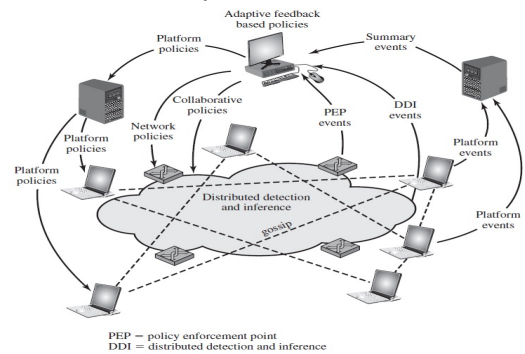 Adaptive feedback
based policies
Platform
policies
Summary
events
Collaborative
policies
PEP
events
DDI
events
Network
policies
Platform
policies
Platform
policies
Platform
events
Distributed detection
and inference
gossip
Platform
events
PEP = policy enforcement point
DDI = distributed detection and inference